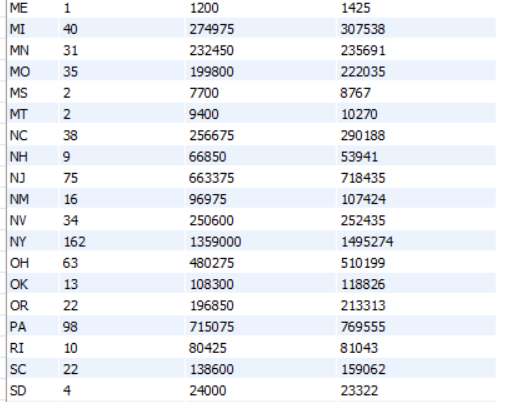 ME 1 1200 1425
MI 40 274975 307538
MN 31 232450 235691
MO 35 199800 222035
MS 2 7700 8767
MT 2 9400 10270
NC 38 256675 290188
NH 9 66850 53941
NJ 75 663375 718435
NM 16 96975 107424
NV 34 250600 252435
NY 162 1359000 1495274
OH 63 480275 510199
OK 13 108300 118826
OR 22 196850 213313
PA 98 715075 769555
RI 10 80425 81043
SC 22 138600 159062
SD 4 24000 23322